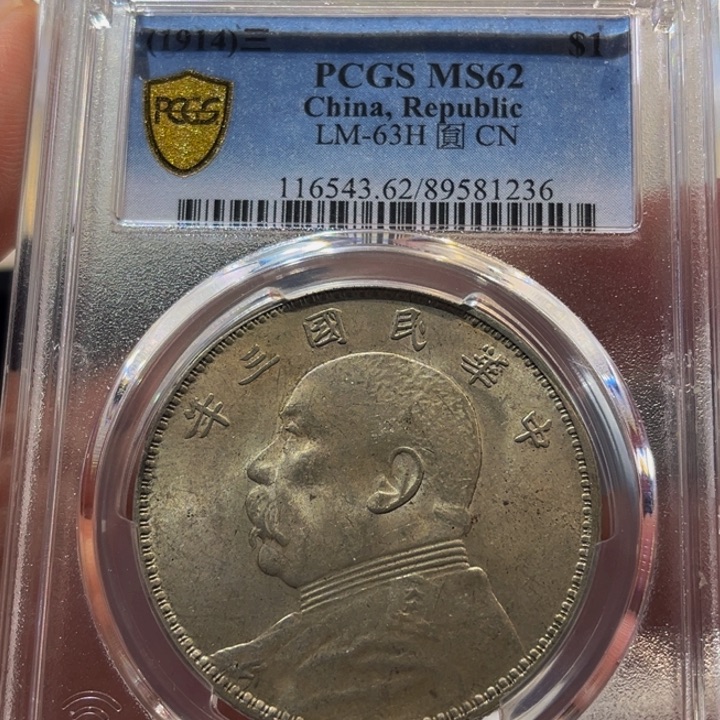 (1914)三 $1
PCGS MS62
PCGS
China, Republic
LM-63H 圓 CN
116543.62/89581236
中華民國三年